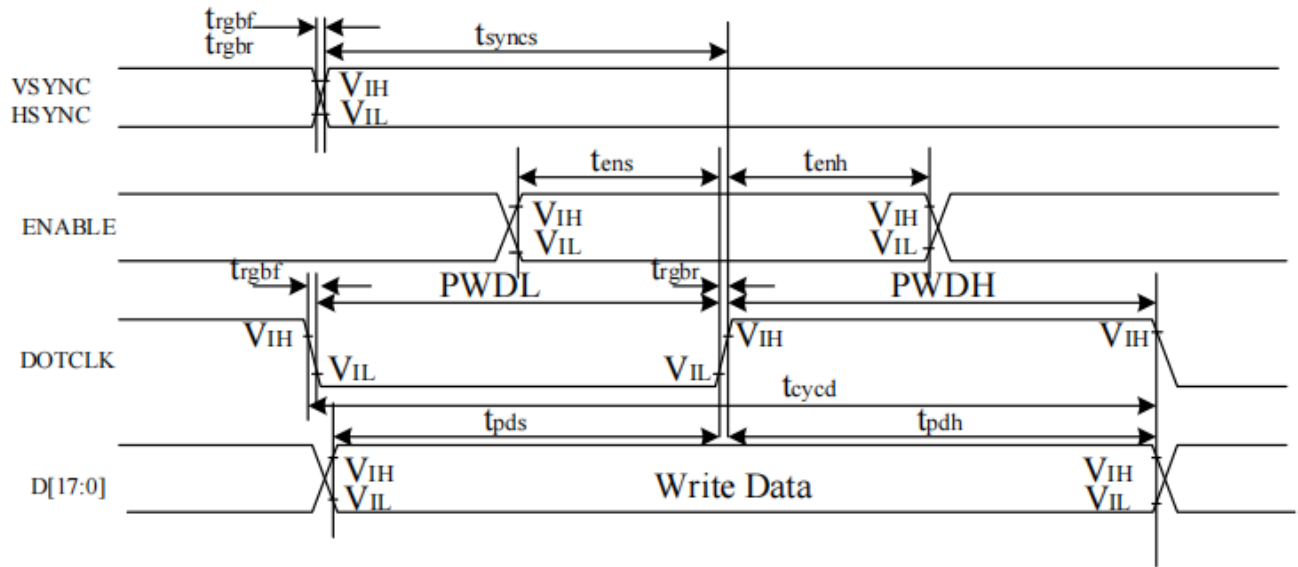 trgbf
trgbr
tsyncs
VSYNC
HSYNC
VIH
VIL
tens
tenh
ENABLE
VIH
VIL
VIH
VIL
trgbf
PWDL
trgbr
PWDH
DOTCLK
VIH
VIL
VIL
VIH
VIH
tcycd
tpds
tpdh
D[17:0]
VIH
VIL
Write Data
VIH
VIL